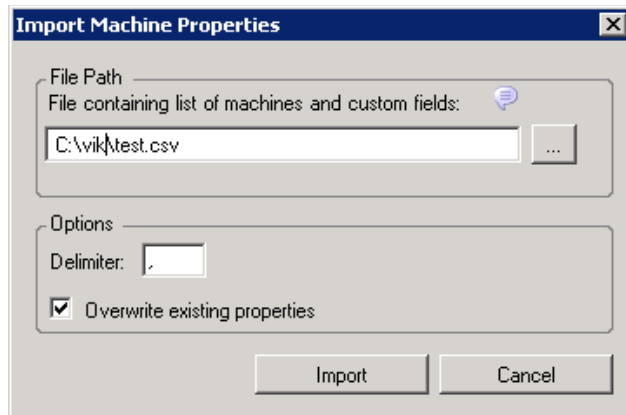 Import Machine Properties
File Path
File containing list of machines and custom fields:
C:\vik\test.csv
...
Options
Delimiter: ,
Overwrite existing properties
Import Cancel